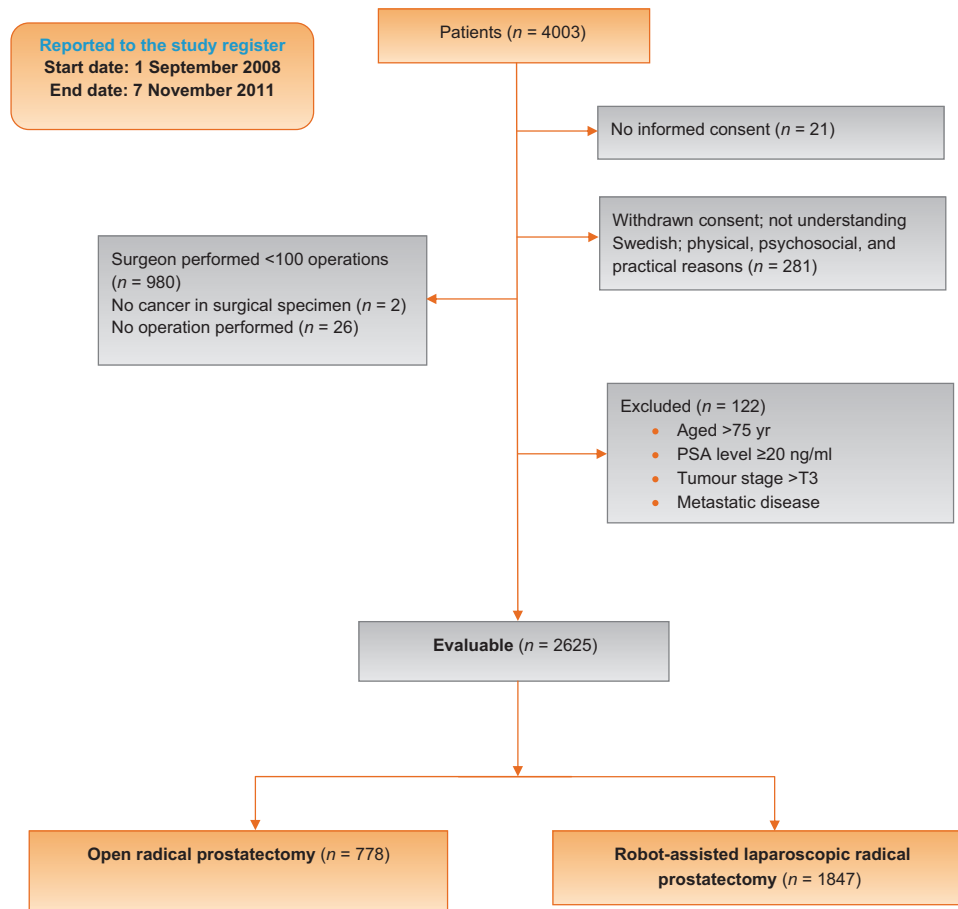 Reported to the study register
Start date: 1 September 2008
End date: 7 November 2011
Patients (n = 4003)
No informed consent (n = 21)
Withdrawn consent; not understanding
Swedish; physical, psychosocial, and
practical reasons (n = 281)
Surgeon performed <100 operations
(n = 980)
No cancer in surgical specimen (n = 2)
No operation performed (n = 26)
Excluded (n = 122)
• Aged >75 yr
• PSA level ≥20 ng/ml
• Tumour stage >T3
• Metastatic disease
Evaluable (n = 2625)
Open radical prostatectomy (n = 778)
Robot-assisted laparoscopic radical
prostatectomy (n = 1847)